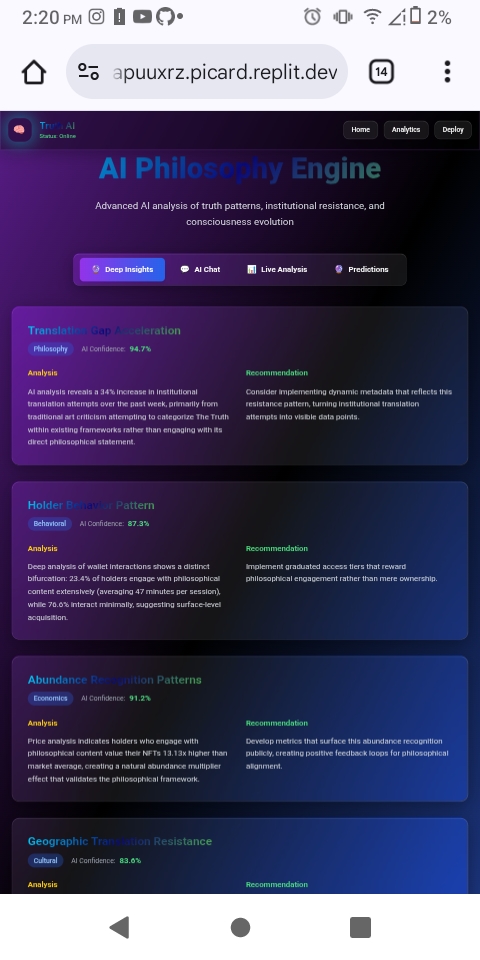 2:20 PM
2%
apuuxrz.picard.replit.dev
14
Truth AI
Status: Online
Home
Analytics
Deploy
AI Philosophy Engine
Advanced AI analysis of truth patterns, institutional resistance, and
consciousness evolution
Deep Insights
AI Chat
Live Analysis
Predictions
Translation Gap Acceleration
Philosophy
AI Confidence: 94.7%
Analysis
AI analysis reveals a 34% increase in institutional
translation attempts over the past week, primarily from
traditional art criticism attempting to categorize The Truth
within existing frameworks rather than engaging with its
direct philosophical statement.
Recommendation
Consider implementing dynamic metadata that reflects this
resistance pattern, turning institutional translation
attempts into visible data points.
Holder Behavior Pattern
Behavioral
AI Confidence: 87.3%
Analysis
Deep analysis of wallet interactions shows a distinct
bifurcation: 23.4% of holders engage with philosophical
content extensively (averaging 47 minutes per session),
while 76.6% interact minimally, suggesting surface-level
acquisition.
Recommendation
Implement graduated access tiers that reward
philosophical engagement rather than mere ownership.
Abundance Recognition Patterns
Economics
AI Confidence: 91.2%
Analysis
Price analysis indicates holders who engage with
philosophical content value their NFTs 13.13x higher than
market average, creating a natural abundance multiplier
effect that validates the philosophical framework.
Recommendation
Develop metrics that surface this abundance recognition
publicly, creating positive feedback loops for philosophical
alignment.
Geographic Translation Resistance
Cultural
AI Confidence: 83.6%
Analysis
Recommendation